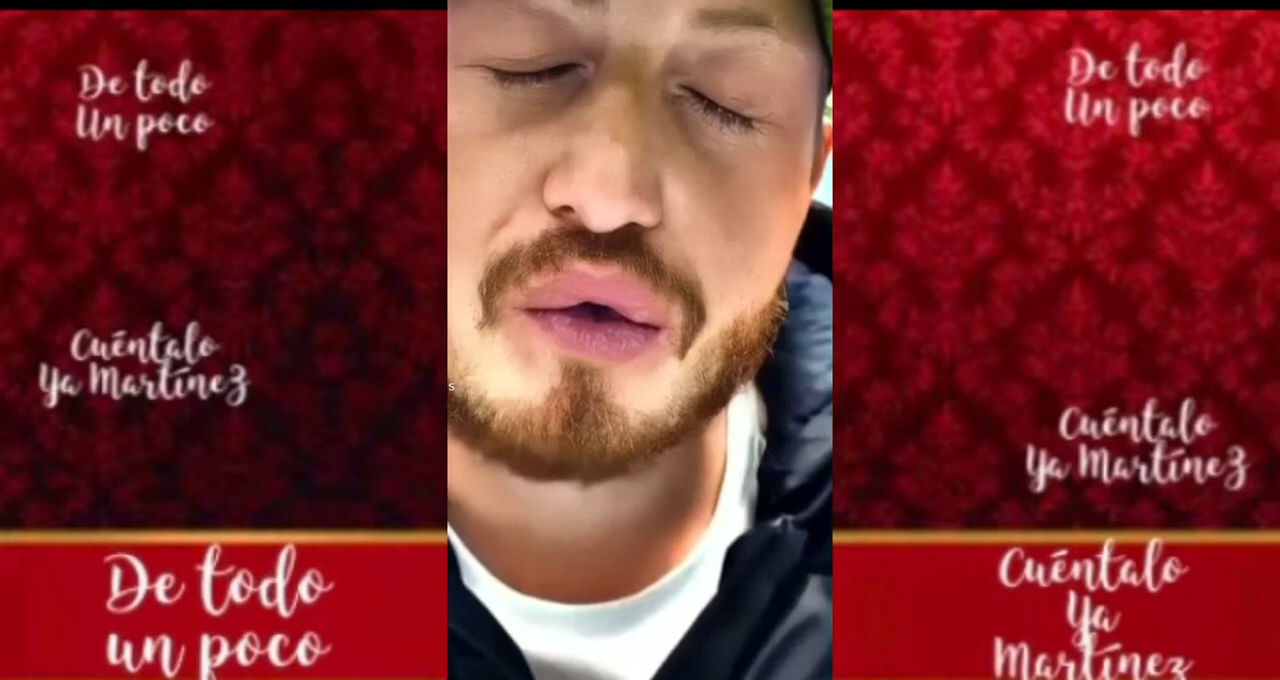 De todo
Un poco
Cuéntalo
Ya Martínez
De todo
un poco
s
De todo
Un poco
Cuéntalo
Ya Martínez
Cuéntalo
Ya
Martínez